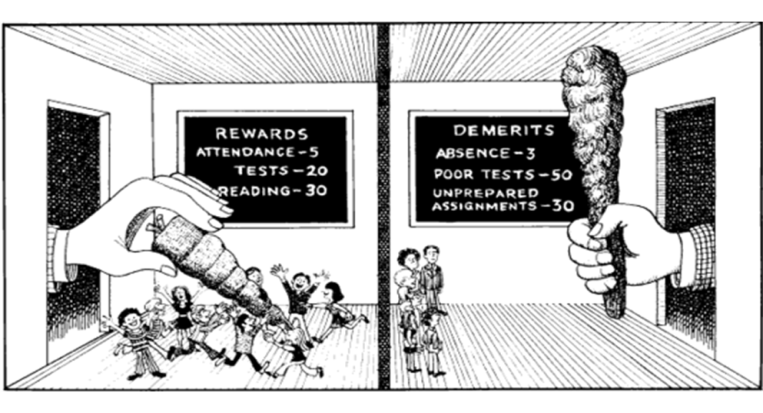 REWARDS
ATTENDANCE-5
TESTS-20
READING-30
DEMERITS
ABSENCE-3
POOR TESTS-50
UNPREPARED
ASSIGNMENTS-30